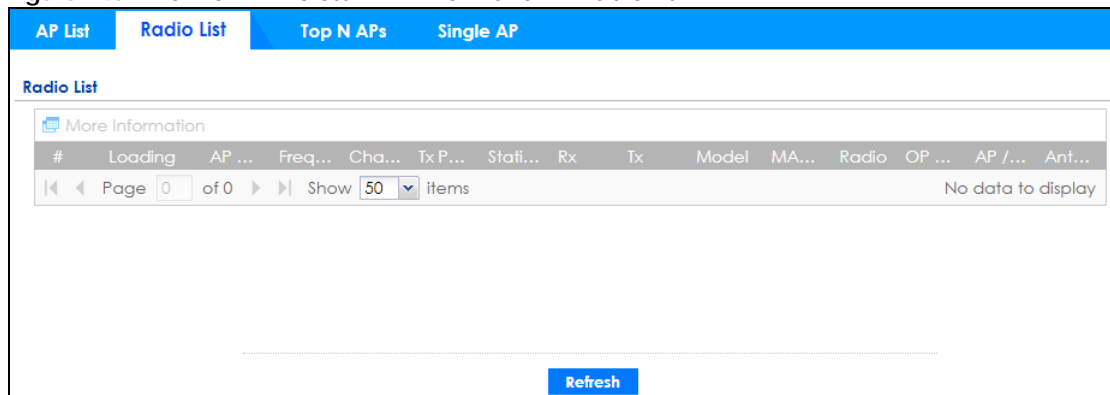 AP List Radio List Top N APs Single AP
Radio List
More Information
# Loading AP ... Freq... Cha... Tx P... Stati... Rx Tx Model MA... Radio OP ... AP /... Ant...
Page 0 of 0 Show 50 items No data to display
Refresh